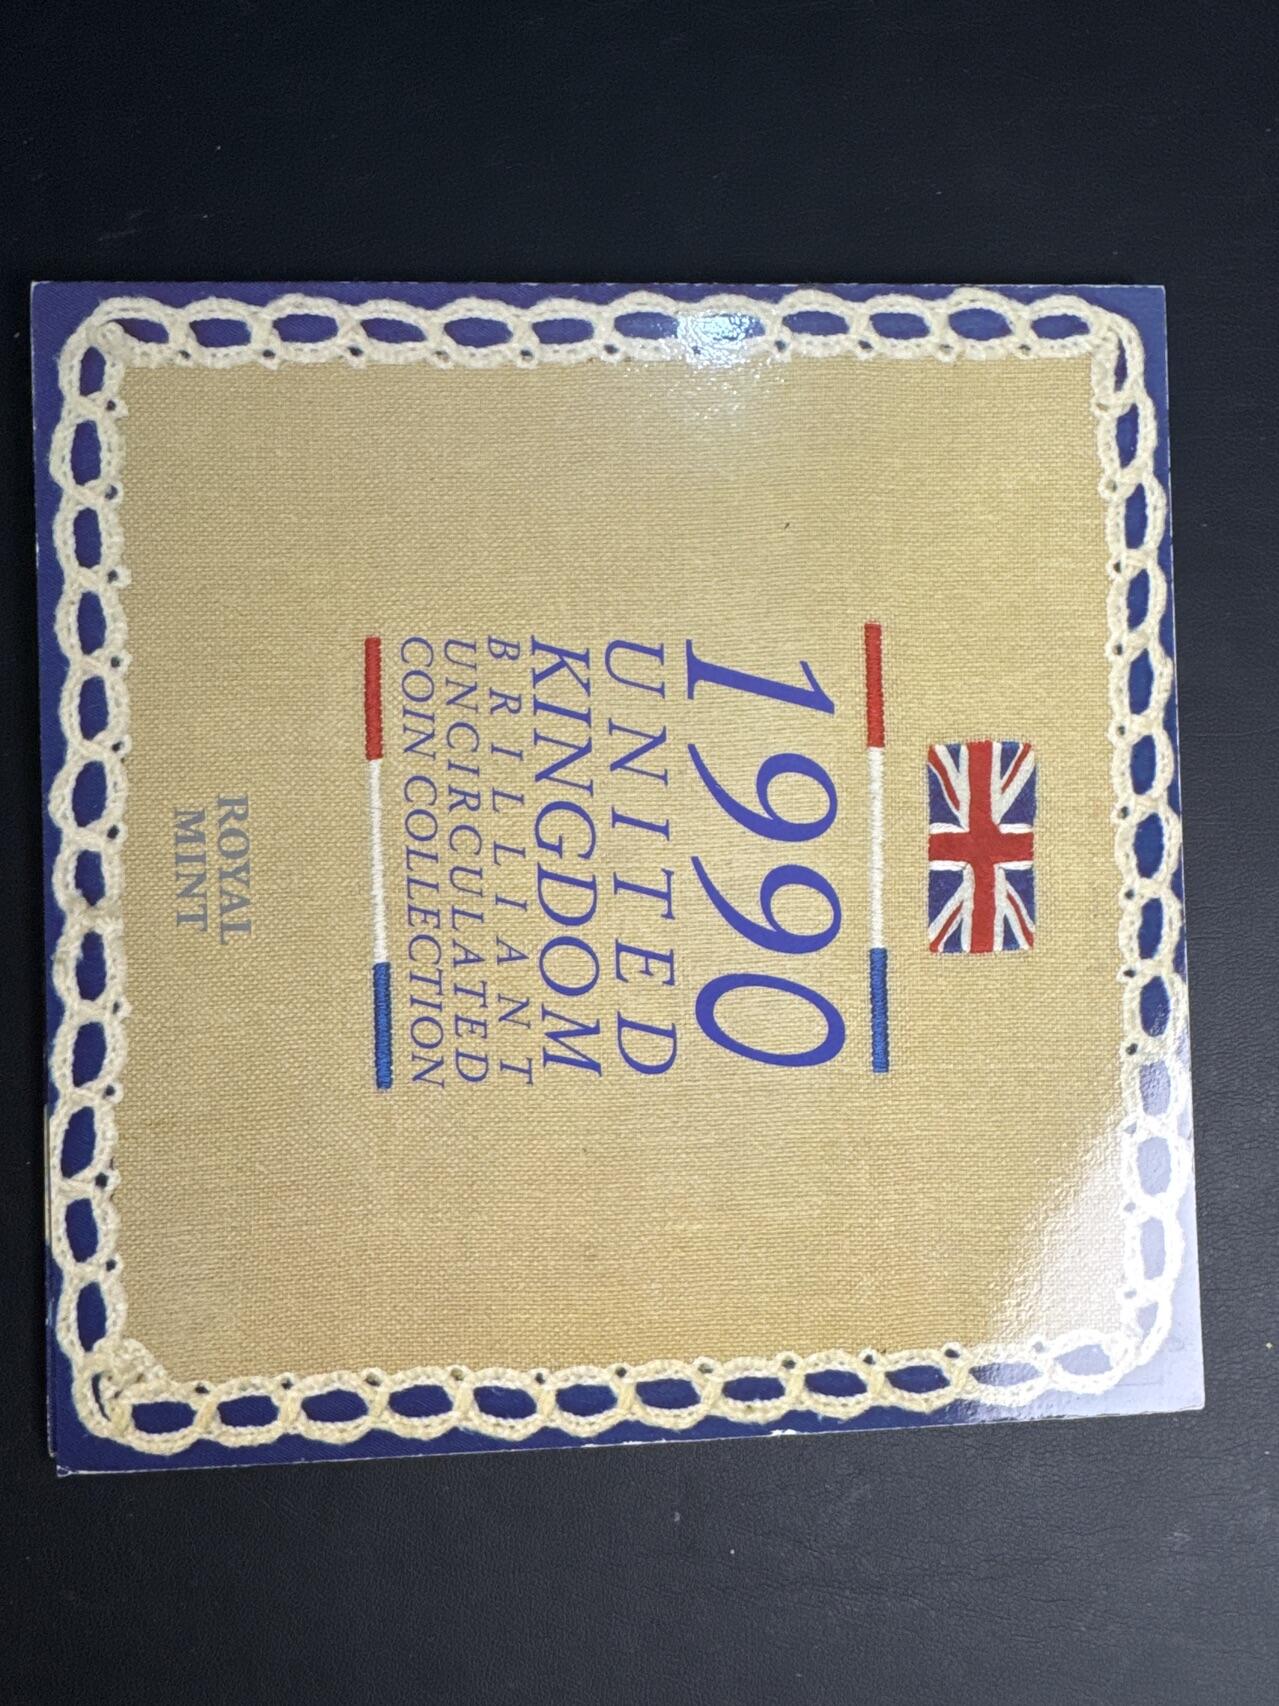 1990
UNITED
KINGDOM
BRILLIANT
UNCIRCULATED
COIN COLLECTION
ROYAL
MINT